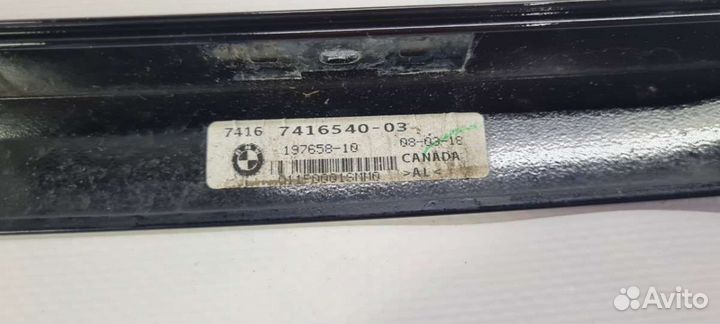 7416 7416540-03
197658-10 08-03-18
CANADA
>AL<
Avito